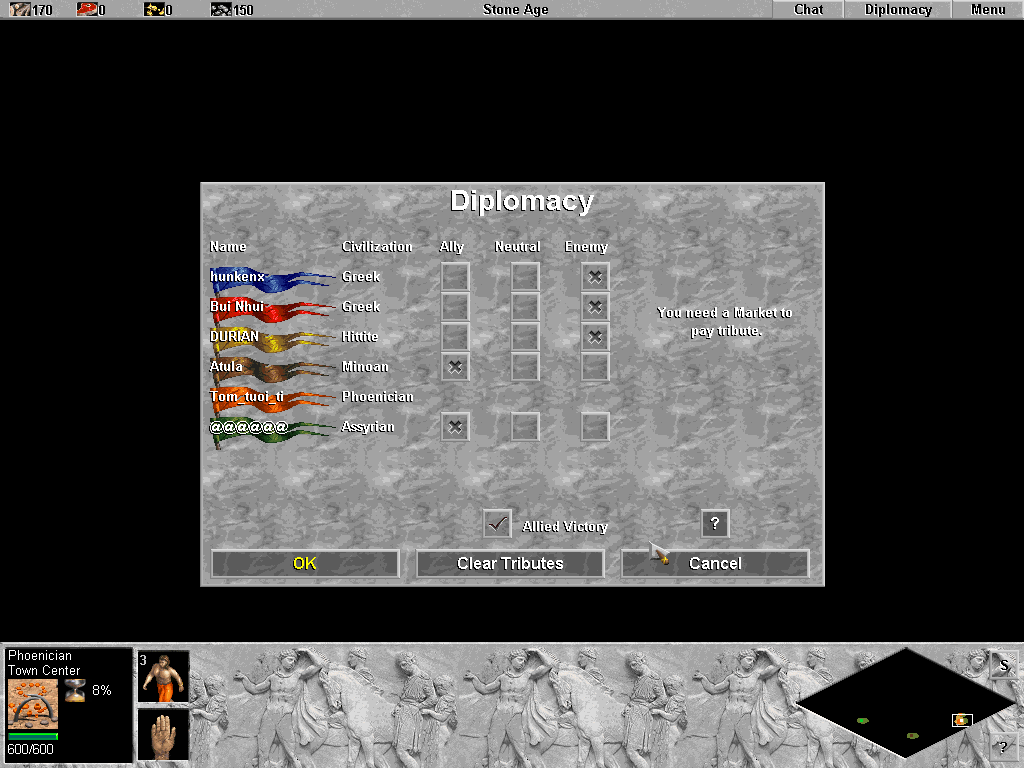 170 0 0 150 Stone Age Chat Diplomacy Menu
Diplomacy
Name Civilization Ally Neutral Enemy
hunkenx Greek
Bui Nhui Greek
You need a Market to
pay tribute.
DURIAN Hittite
Atula Minoan
Tom_tuoi_ti Phoenician
@@@@@@ Assyrian
Allied Victory ?
OK Clear Tributes Cancel
Phoenician
Town Center
3
8%
600/600
S
?